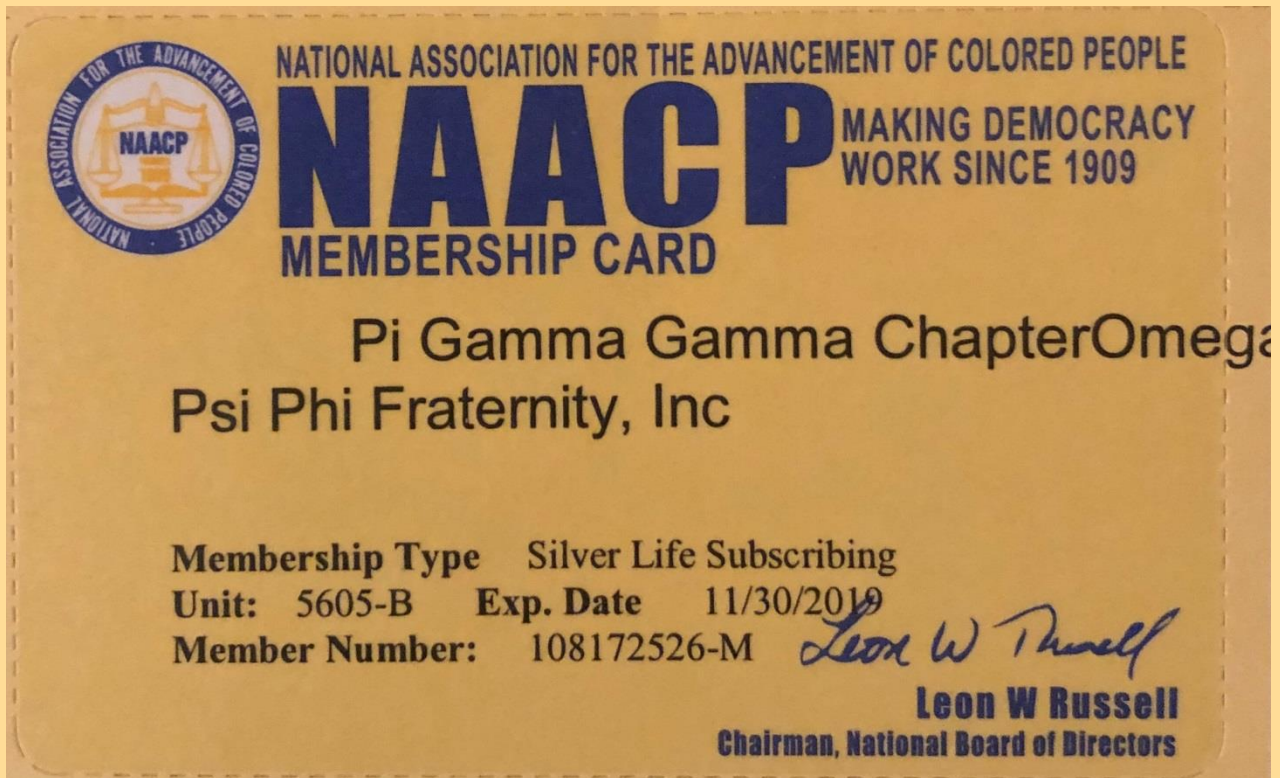 NATIONAL ASSOCIATION FOR THE ADVANCEMENT OF COLORED PEOPLE
NAACP
NATIONAL ASSOCIATION FOR THE ADVANCEMENT OF COLORED PEOPLE
NAACP
MAKING DEMOCRACY
WORK SINCE 1909
MEMBERSHIP CARD
Pi Gamma Gamma ChapterOmega
Psi Phi Fraternity, Inc
Membership Type Silver Life Subscribing
Unit: 5605-B Exp. Date 11/30/2019
Member Number: 108172526-M
Leon W Russell
Leon W Russell
Chairman, National Board of Directors